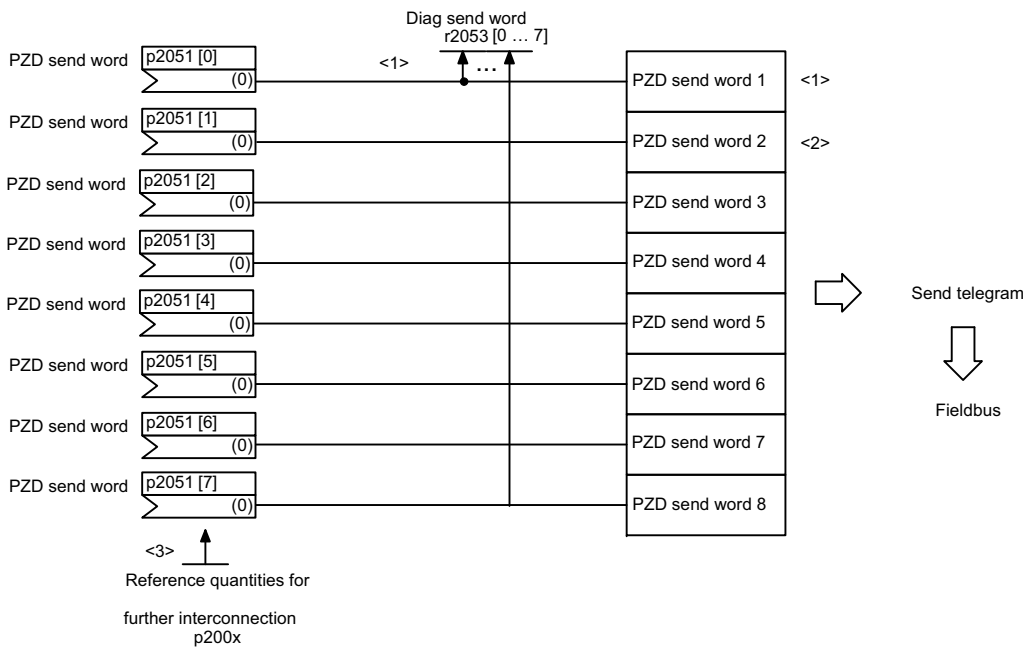 Diag send word
r2053 [0 … 7]
<1>
...
PZD send word
p2051 [0]
(0)
PZD send word 1
<1>
PZD send word
p2051 [1]
(0)
PZD send word 2
<2>
PZD send word
p2051 [2]
(0)
PZD send word 3
PZD send word
p2051 [3]
(0)
PZD send word 4
PZD send word
p2051 [4]
(0)
PZD send word 5
PZD send word
p2051 [5]
(0)
PZD send word 6
PZD send word
p2051 [6]
(0)
PZD send word 7
PZD send word
p2051 [7]
(0)
PZD send word 8
Send telegram
Fieldbus
<3>
Reference quantities for
further interconnection
p200x